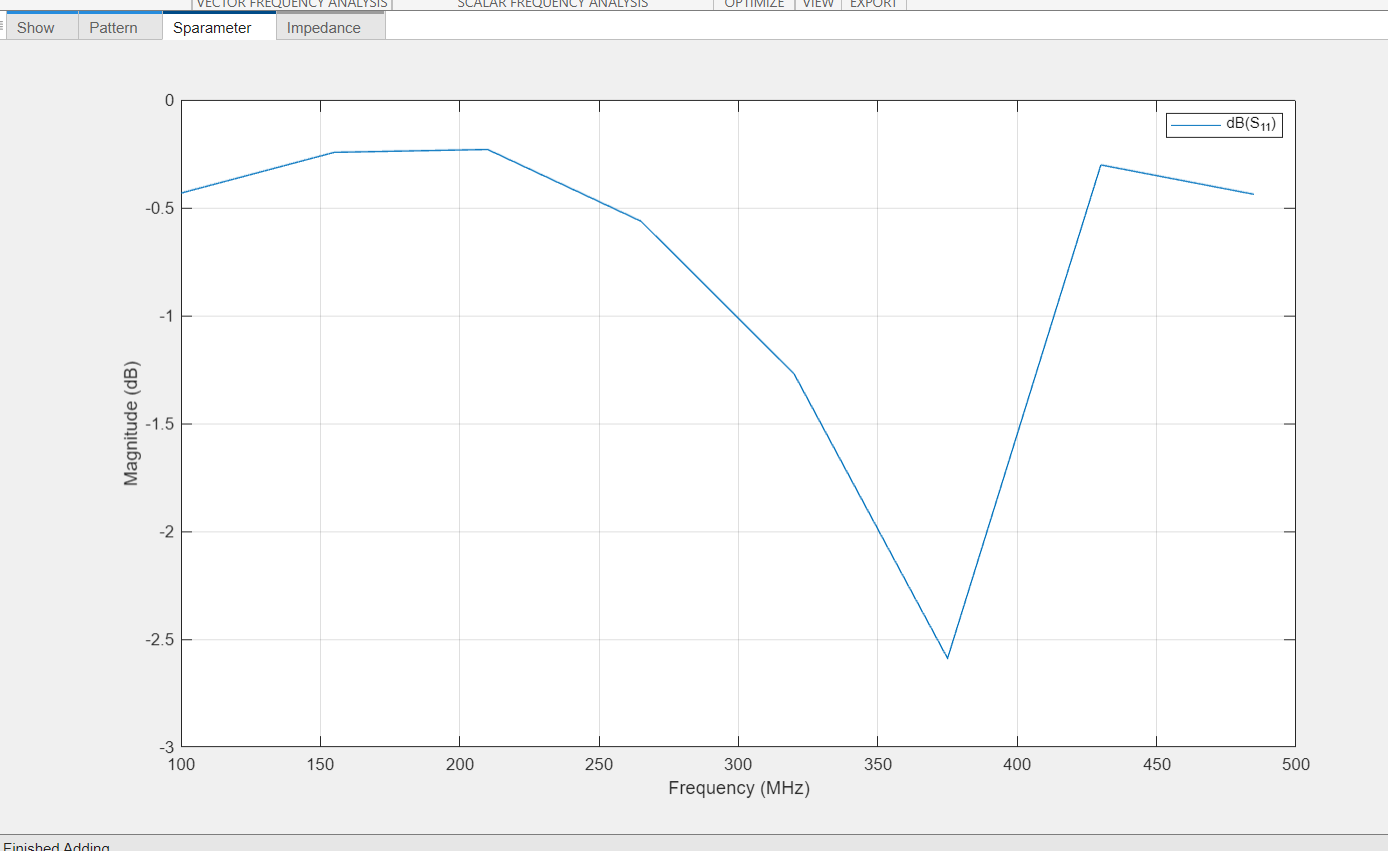 VECTOR FREQUENCY ANALYSIS SCALAR FREQUENCY ANALYSIS OPTIMIZE VIEW EXPORT
Show Pattern Sparameter Impedance
0
dB(S11)
-0.5
-1
-1.5
-2
-2.5
-3
Magnitude (dB)
100 150 200 250 300 350 400 450 500
Frequency (MHz)
Finished Adding